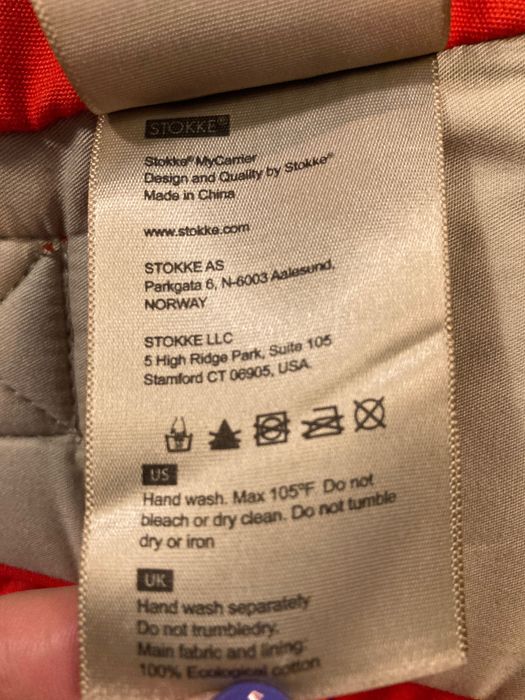 STOKKE®
Stokke® MyCarrier
Design and Quality by Stokke®
Made in China
www.stokke.com
STOKKE AS
Parkgata 6, N-6003 Aalesund,
NORWAY
STOKKE LLC
5 High Ridge Park, Suite 105
Stamford CT 06905, USA
US
Hand wash. Max 105°F Do not
bleach or dry clean. Do not tumble
dry or iron
UK
Hand wash separately
Do not trumbledry.
Main fabric and lining:
100% Ecological cotton